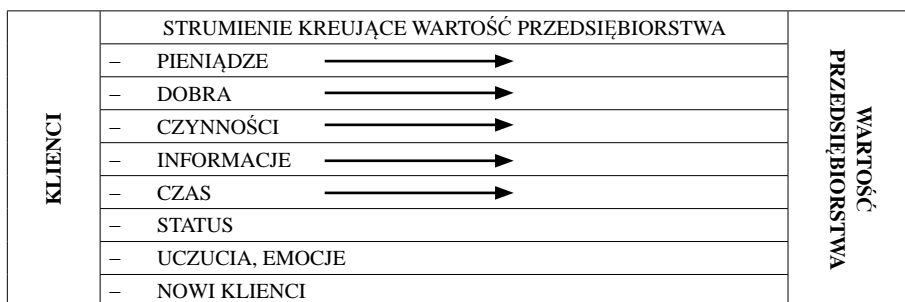 STRUMIENIE KREUJĄCE WARTOŚĆ PRZEDSIĘBIORSTWA
KLIENCI
– PIENIĄDZE
– DOBRA
– CZYNNOŚCI
– INFORMACJE
– CZAS
– STATUS
– UCZUCIA, EMOCJE
– NOWI KLIENCI
WARTOŚĆ
PRZEDSIĘBIORSTWA